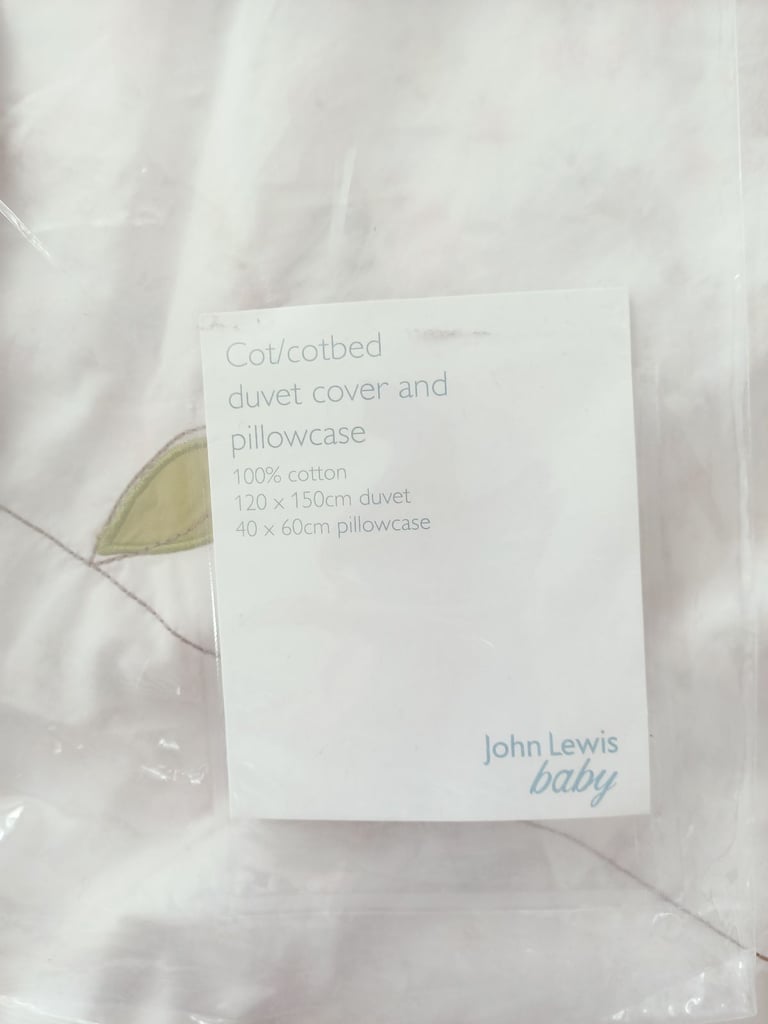 Cot/cotbed
duvet cover and
pillowcase
100% cotton
120 x 150cm duvet
40 x 60cm pillowcase
John Lewis
baby